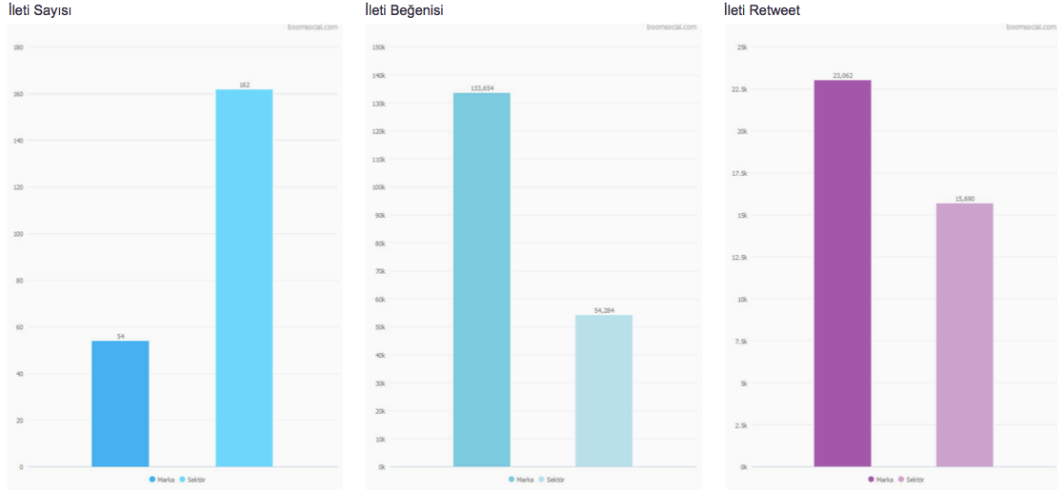 İleti Sayısı
boomsocial.com
180
160
140
120
100
80
60
40
20
0
162
54
Marka Sektör
İleti Beğenisi
boomsocial.com
150k
140k
130k
120k
110k
100k
90k
80k
70k
60k
50k
40k
30k
20k
10k
0k
133,654
54,284
Marka Sektör
İleti Retweet
boomsocial.com
25k
22.5k
20k
17.5k
15k
12.5k
10k
7.5k
5k
2.5k
0k
23,062
15,690
Marka Sektör